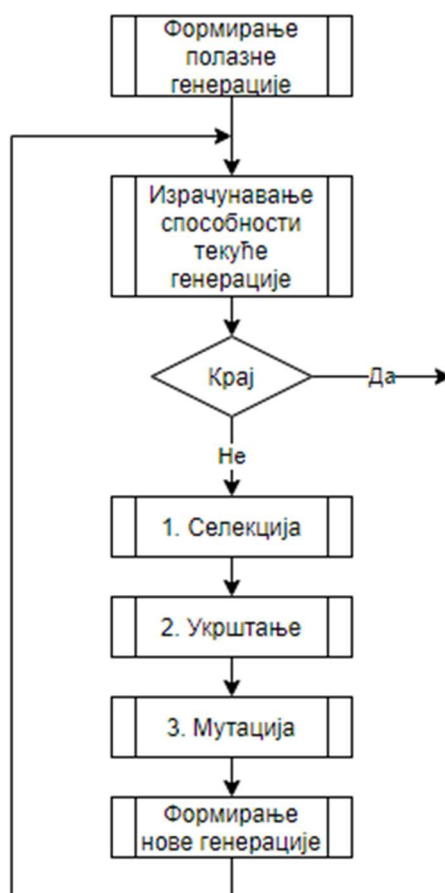 Формирање
полазне
генерације
Израчунавање
способности
текуће
генерације
Крај
Да
Не
1. Селекција
2. Укрштање
3. Мутација
Формирање
нове генерације